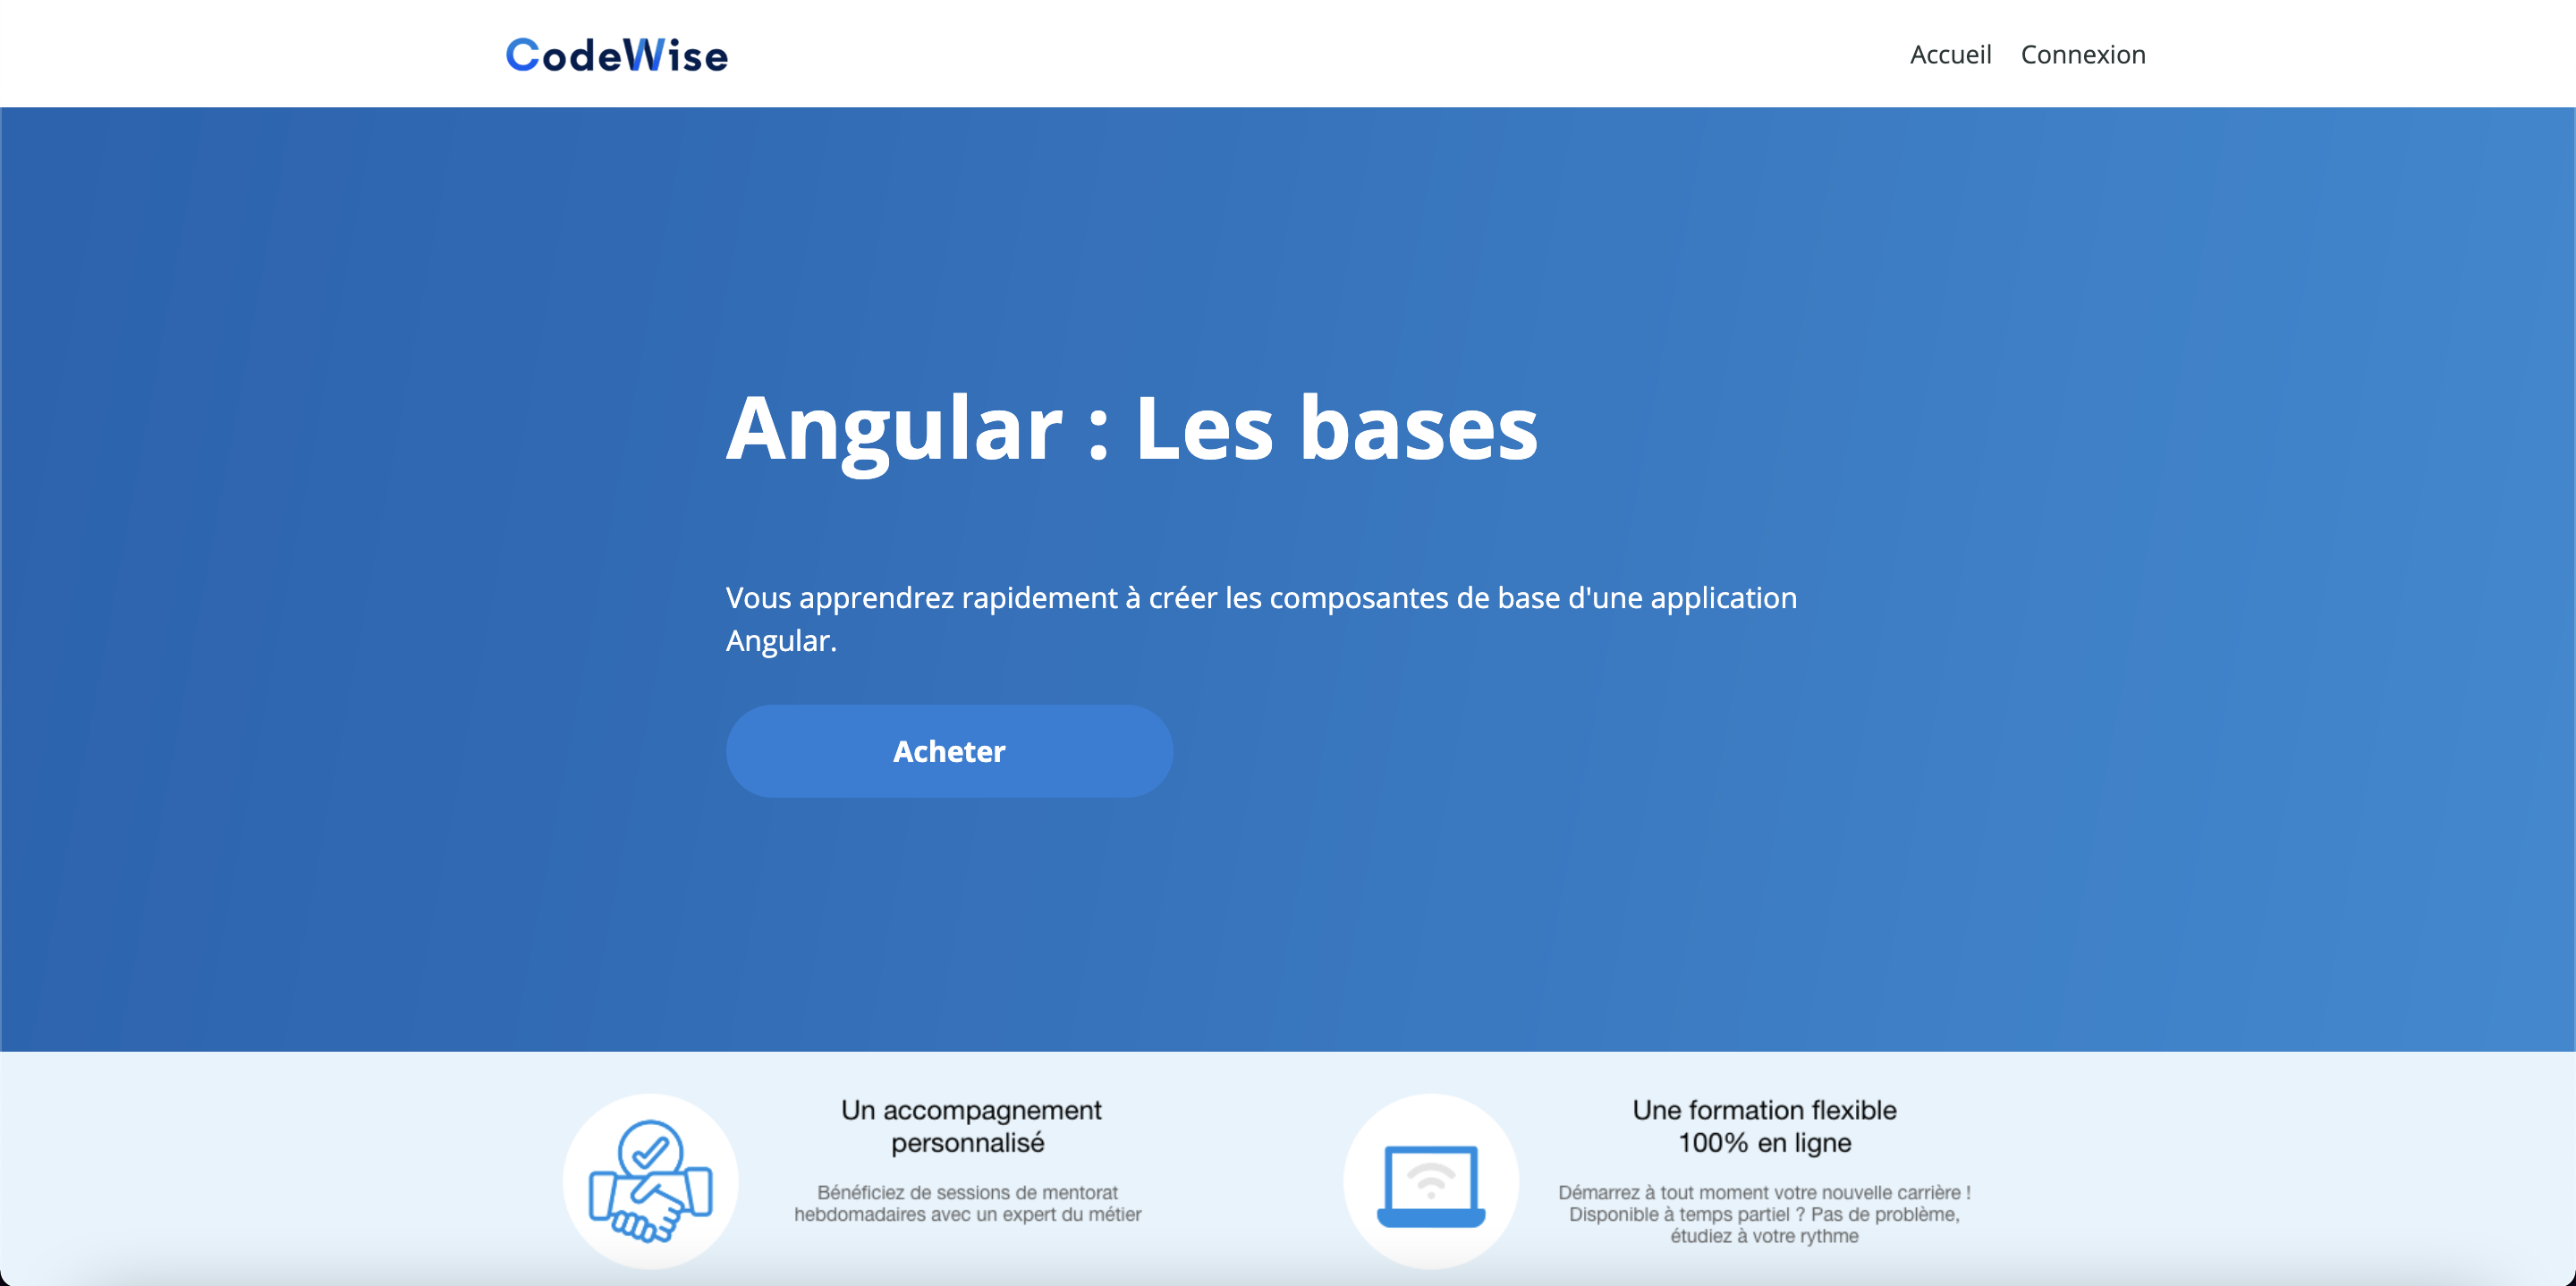 CodeWise
Accueil Connexion
Angular : Les bases
Vous apprendrez rapidement à créer les composantes de base d'une application
Angular.
Acheter
Un accompagnement
personnalisé
Bénéficiez de sessions de mentorat
hebdomadaires avec un expert du métier
Une formation flexible
100% en ligne
Démarrez à tout moment votre nouvelle carrière !
Disponible à temps partiel ? Pas de problème,
étudiez à votre rythme